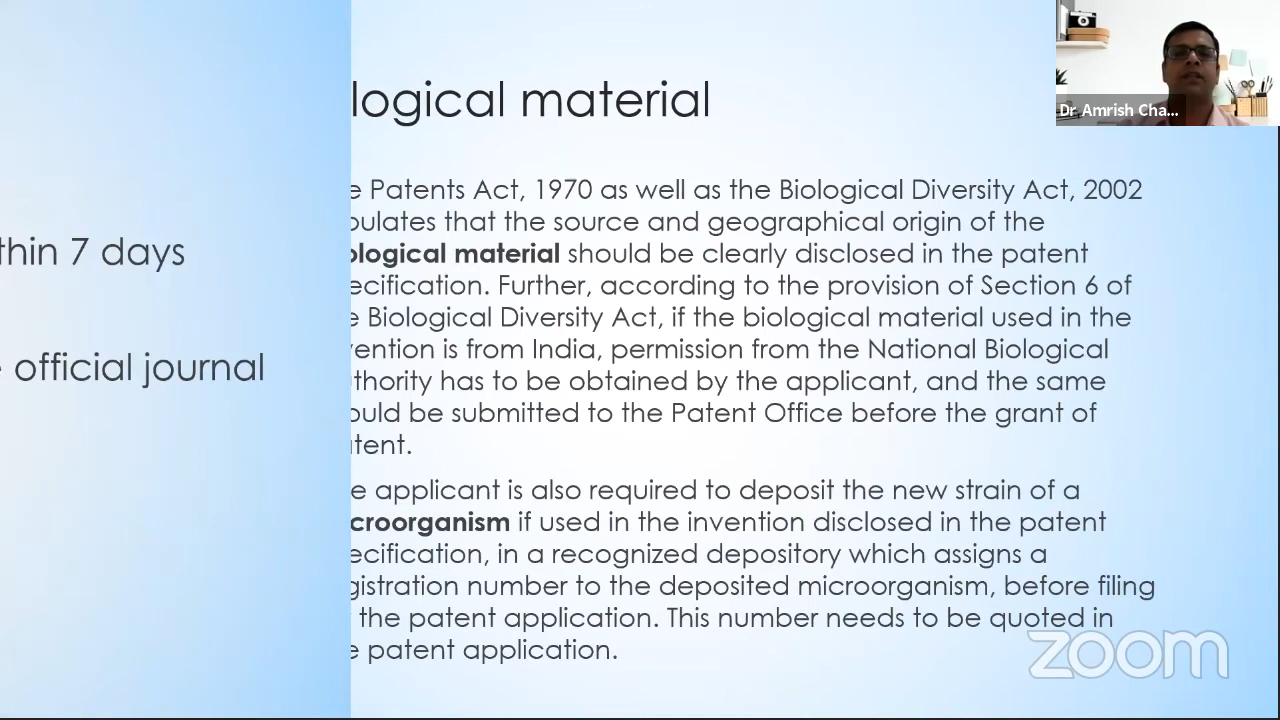 thin 7 days
official journal
logical material
e Patents Act, 1970 as well as the Biological Diversity Act, 2002
pulates that the source and geographical origin of the
ological material should be clearly disclosed in the patent
ecification. Further, according to the provision of Section 6 of
e Biological Diversity Act, if the biological material used in the
vention is from India, permission from the National Biological
uthority has to be obtained by the applicant, and the same
ould be submitted to the Patent Office before the grant of
atent.
e applicant is also required to deposit the new strain of a
croorganism if used in the invention disclosed in the patent
ecification, in a recognized depository which assigns a
gistration number to the deposited microorganism, before filing
the patent application. This number needs to be quoted in
e patent application.
Dr Amrish Cha...
zoom